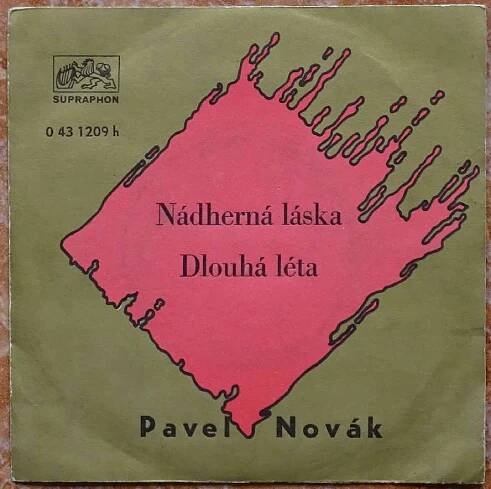 SUPRAPHON
0 43 1209 h
Nádherná láska
Dlouhá léta
Pavel Novák